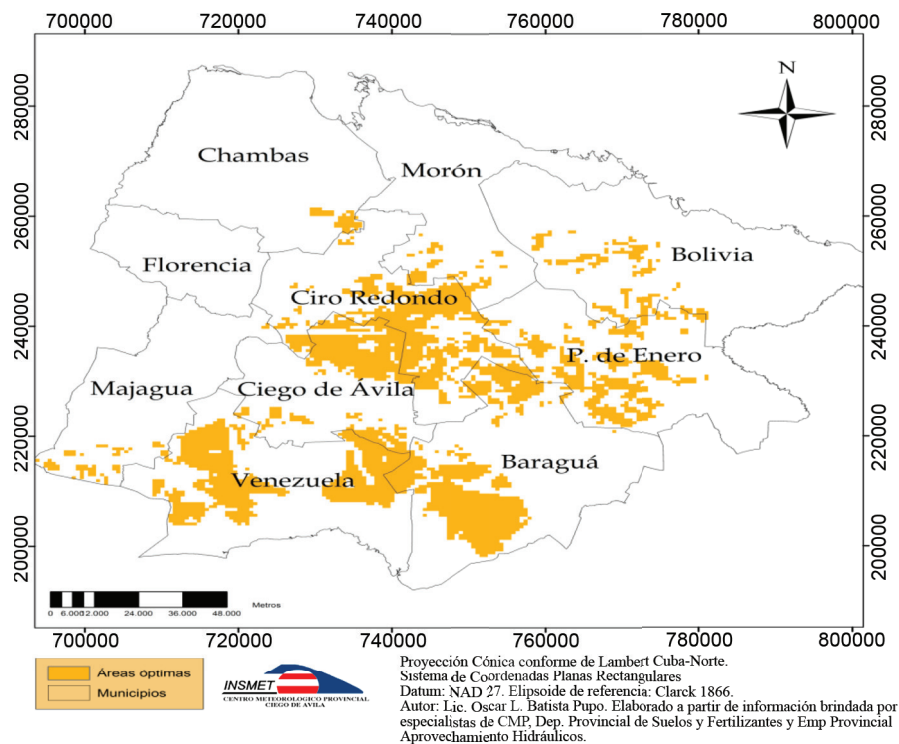 700000 720000 740000 760000 780000 800000
N
280000 280000
Chambas
Morón
260000 260000
Florencia
Bolivia
Ciro Redondo
240000 240000
P. de Enero
Majagua
Ciego de Ávila
220000 220000
Baraguá
Venezuela
200000 200000
0 6.000 12.000 24.000 36.000 48.000
Metros
700000 720000 740000 760000 780000 800000
Áreas optimas
Municipios
INSMET
CENTRO METEOROLÓGICO PROVINCIAL
CIEGO DE AVILA
Proyección Cónica conforme de Lambert Cuba-Norte.
Sistema de Coordenadas Planas Rectangulares
Datum: NAD 27. Elipsoide de referencia: Clarck 1866.
Autor: Lic. Oscar L. Batista Pupo. Elaborado a partir de información brindada por
especialistas de CMP, Dep. Provincial de Suelos y Fertilizantes y Emp Provincial
Aprovechamiento Hidráulicos.